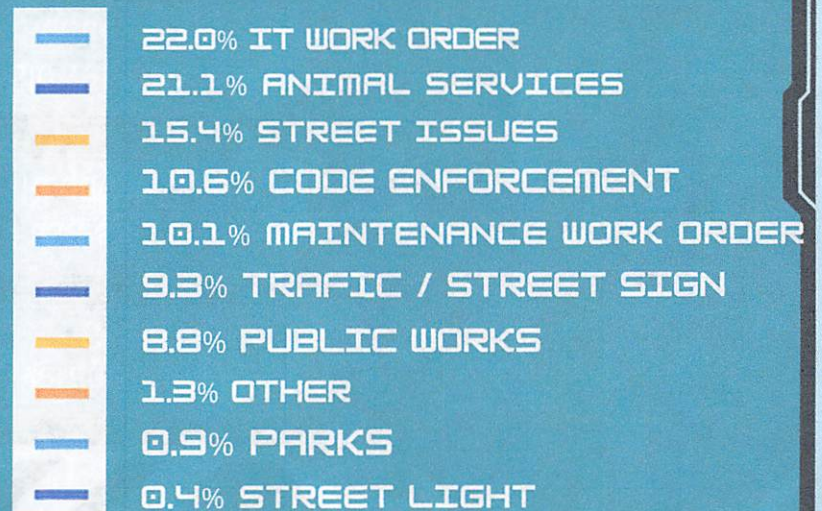 22.0% IT WORK ORDER
21.1% ANIMAL SERVICES
15.4% STREET ISSUES
10.6% CODE ENFORCEMENT
10.1% MAINTENANCE WORK ORDER
9.3% TRAFIC / STREET SIGN
8.8% PUBLIC WORKS
1.3% OTHER
0.9% PARKS
0.4% STREET LIGHT